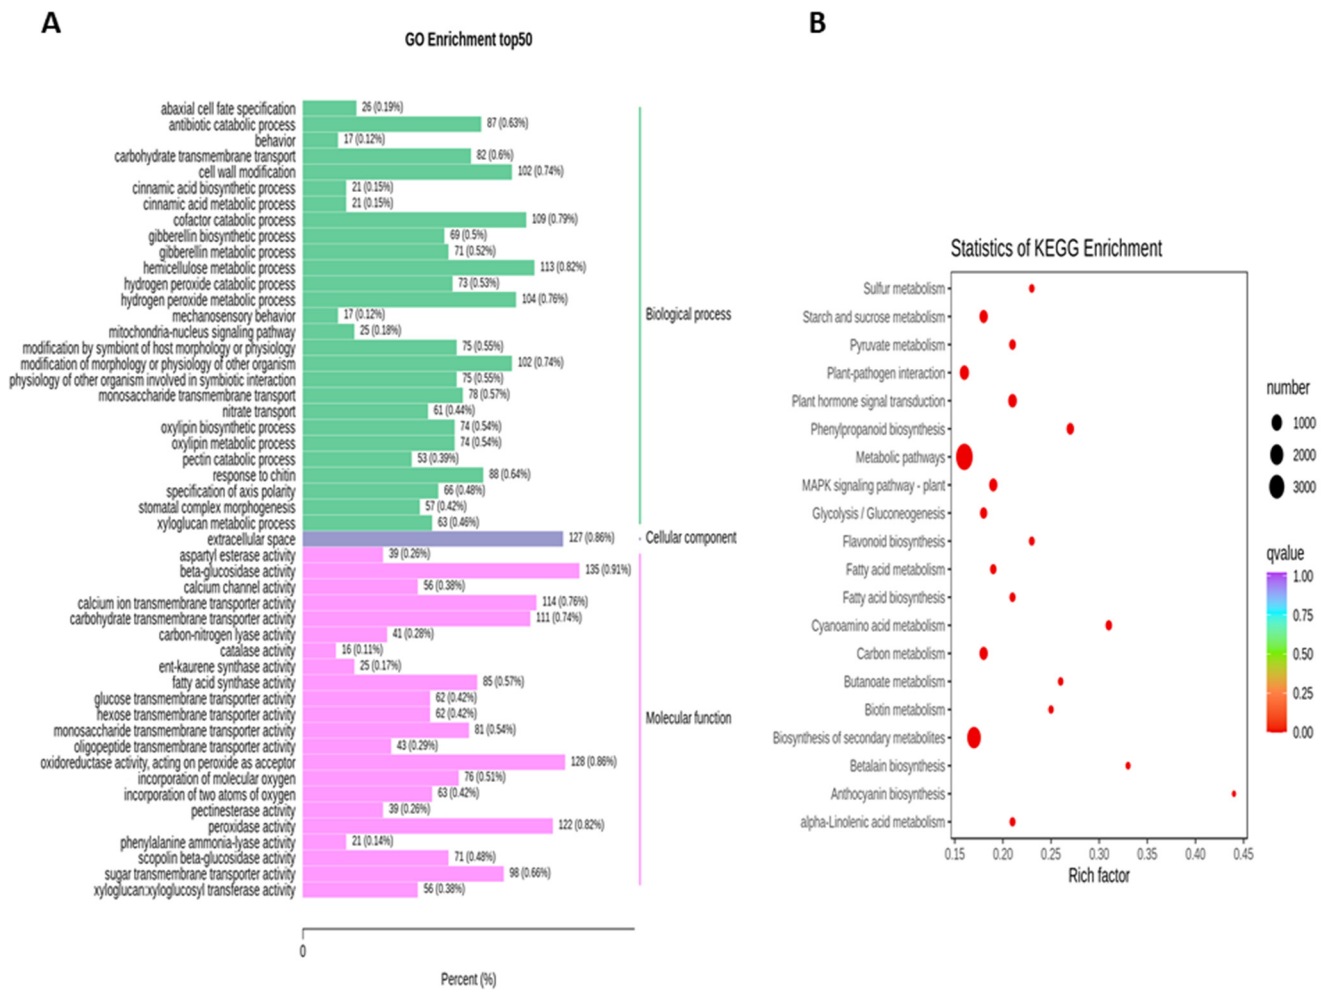 A
GO Enrichment top50
abaxial cell fate specification 26 (0.19%)
antibiotic catabolic process 87 (0.63%)
behavior 17 (0.12%)
carbohydrate transmembrane transport 82 (0.6%)
cell wall modification 102 (0.74%)
cinnamic acid biosynthetic process 21 (0.15%)
cinnamic acid metabolic process 21 (0.15%)
cofactor catabolic process 109 (0.79%)
gibberellin biosynthetic process 69 (0.5%)
gibberellin metabolic process 71 (0.52%)
hemicellulose metabolic process 113 (0.82%)
hydrogen peroxide catabolic process 73 (0.53%)
hydrogen peroxide metabolic process 104 (0.76%)
mechanosensory behavior 17 (0.12%)
mitochondria-nucleus signaling pathway 25 (0.18%)
modification by symbiont of host morphology or physiology 75 (0.55%)
modification of morphology or physiology of other organism 102 (0.74%)
physiology of other organism involved in symbiotic interaction 75 (0.55%)
monosaccharide transmembrane transport 78 (0.57%)
nitrate transport 61 (0.44%)
oxylipin biosynthetic process 74 (0.54%)
oxylipin metabolic process 74 (0.54%)
pectin catabolic process 53 (0.39%)
response to chitin 88 (0.64%)
specification of axis polarity 66 (0.48%)
stomatal complex morphogenesis 57 (0.42%)
xyloglucan metabolic process 63 (0.46%)
extracellular space 127 (0.86%)
aspartyl esterase activity 39 (0.26%)
beta-glucosidase activity 135 (0.91%)
calcium channel activity 56 (0.38%)
calcium ion transmembrane transporter activity 114 (0.76%)
carbohydrate transmembrane transporter activity 111 (0.74%)
carbon-nitrogen lyase activity 41 (0.28%)
catalase activity 16 (0.11%)
ent-kaurene synthase activity 25 (0.17%)
fatty acid synthase activity 85 (0.57%)
glucose transmembrane transporter activity 62 (0.42%)
hexose transmembrane transporter activity 62 (0.42%)
monosaccharide transmembrane transporter activity 81 (0.54%)
oligopeptide transmembrane transporter activity 43 (0.29%)
oxidoreductase activity, acting on peroxide as acceptor 128 (0.86%)
incorporation of molecular oxygen 76 (0.51%)
incorporation of two atoms of oxygen 63 (0.42%)
pectinesterase activity 39 (0.26%)
peroxidase activity 122 (0.82%)
phenylalanine ammonia-lyase activity 21 (0.14%)
scopolin beta-glucosidase activity 71 (0.48%)
sugar transmembrane transporter activity 98 (0.66%)
xyloglucan:xyloglucosyl transferase activity 56 (0.38%)
Biological process
Cellular component
Molecular function
0
Percent (%)
B
Statistics of KEGG Enrichment
Sulfur metabolism
Starch and sucrose metabolism
Pyruvate metabolism
Plant-pathogen interaction
Plant hormone signal transduction
Phenylpropanoid biosynthesis
Metabolic pathways
MAPK signaling pathway - plant
Glycolysis / Gluconeogenesis
Flavonoid biosynthesis
Fatty acid metabolism
Fatty acid biosynthesis
Cyanoamino acid metabolism
Carbon metabolism
Butanoate metabolism
Biotin metabolism
Biosynthesis of secondary metabolites
Betalain biosynthesis
Anthocyanin biosynthesis
alpha-Linolenic acid metabolism
0.15 0.20 0.25 0.30 0.35 0.40 0.45
Rich factor
number
1000
2000
3000
qvalue
1.00
0.75
0.50
0.25
0.00